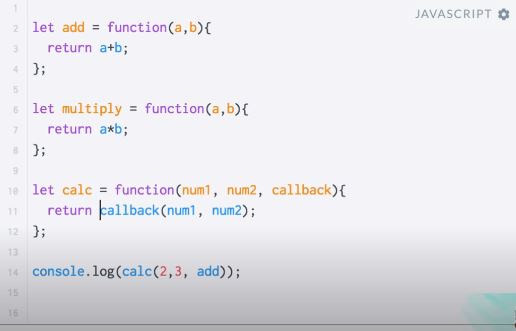 JAVASCRIPT
1
2 let add = function(a,b){
3   return a+b;
4 };
5
6 let multiply = function(a,b){
7   return a*b;
8 };
9
10 let calc = function(num1, num2, callback){
11   return callback(num1, num2);
12 };
13
14 console.log(calc(2,3, add));
15
16